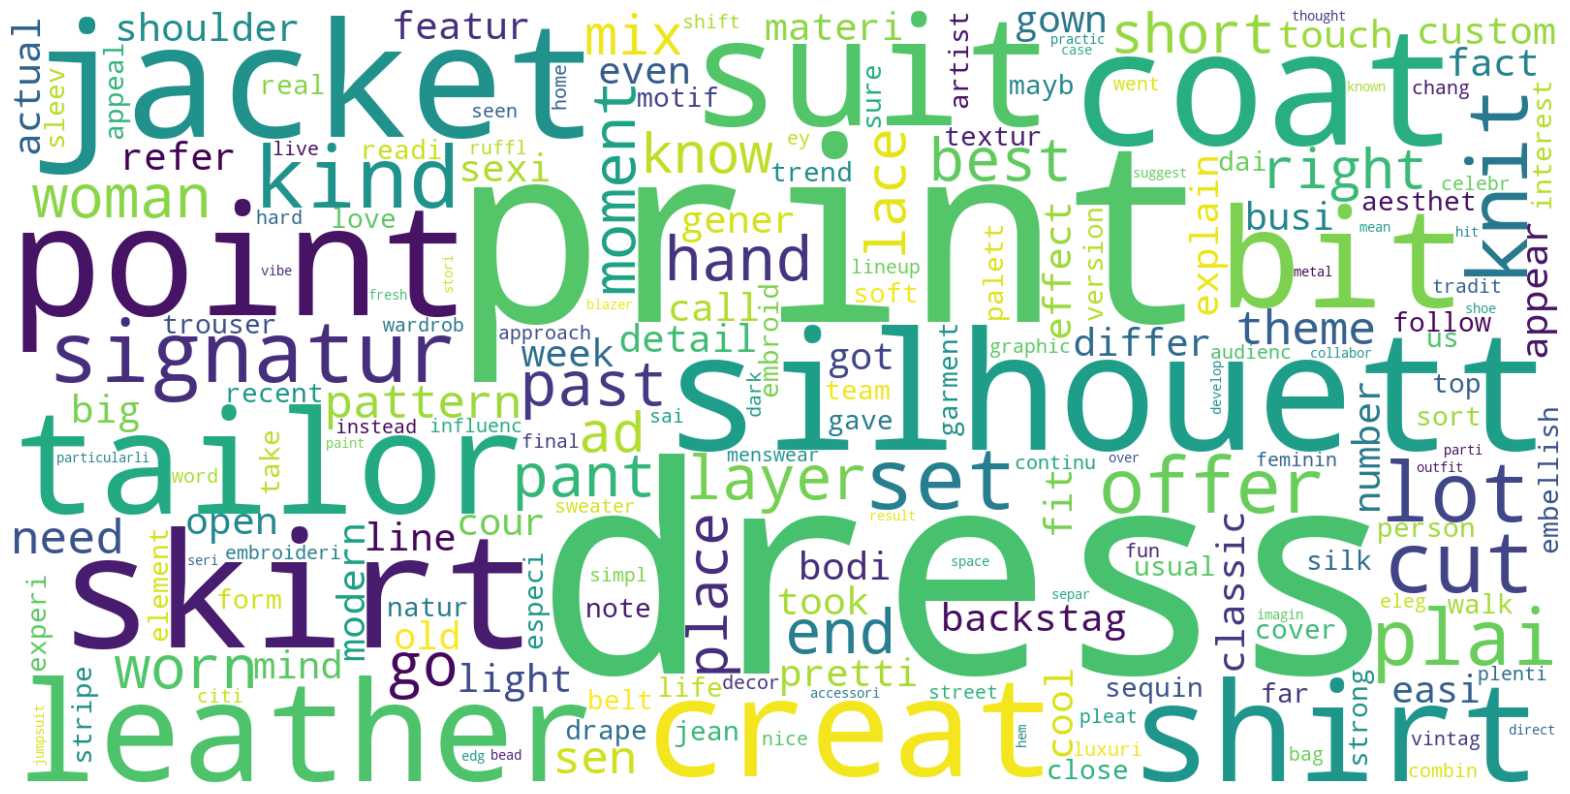 jacket
suit
coat
print
dress
silhouett
point
skirt
tailor
leather
creat
shirt
bit
knit
signatur
kind
lot
cut
set
offer
plai
lace
hand
layer
pant
past
moment
place
end
worn
go
woman
mix
short
know
best
right
theme
ad
actual
shoulder
featur
shift
materi
artist
gown
thought
practic
case
touch
custom
fact
sleev
appeal
real
seen
home
even
motif
sure
mayb
went
known
chang
refer
live
readi
ruffl
sexi
trend
ey
textur
suggest
explain
dai
celebr
interest
appear
hard
love
vibe
stori
fresh
gener
palett
effect
version
busi
aesthet
mean
hit
metal
tradit
shoe
lineup
call
soft
blazer
trouser
wardrob
approach
week
detail
embroid
got
team
gave
garment
graphic
differ
audienc
collabor
develop
follow
us
big
recent
pattern
instead
influenc
final
dark
sai
number
top
sort
particularli
paint
word
take
menswear
continu
over
feminin
parti
outfit
embellish
need
open
cour
line
sweater
result
fit
person
seri
embroideri
element
modern
simpl
bodi
space
fun
usual
classic
silk
experi
form
natur
especi
note
took
backstag
separ
imagin
cover
eleg
walk
old
mind
light
pretti
stripe
citi
belt
life
decor
accessori
street
cool
sequin
far
strong
easi
plenti
jumpsuit
edg
bead
drape
sen
jean
nice
hem
pleat
luxuri
close
bag
vintag
combin
direct